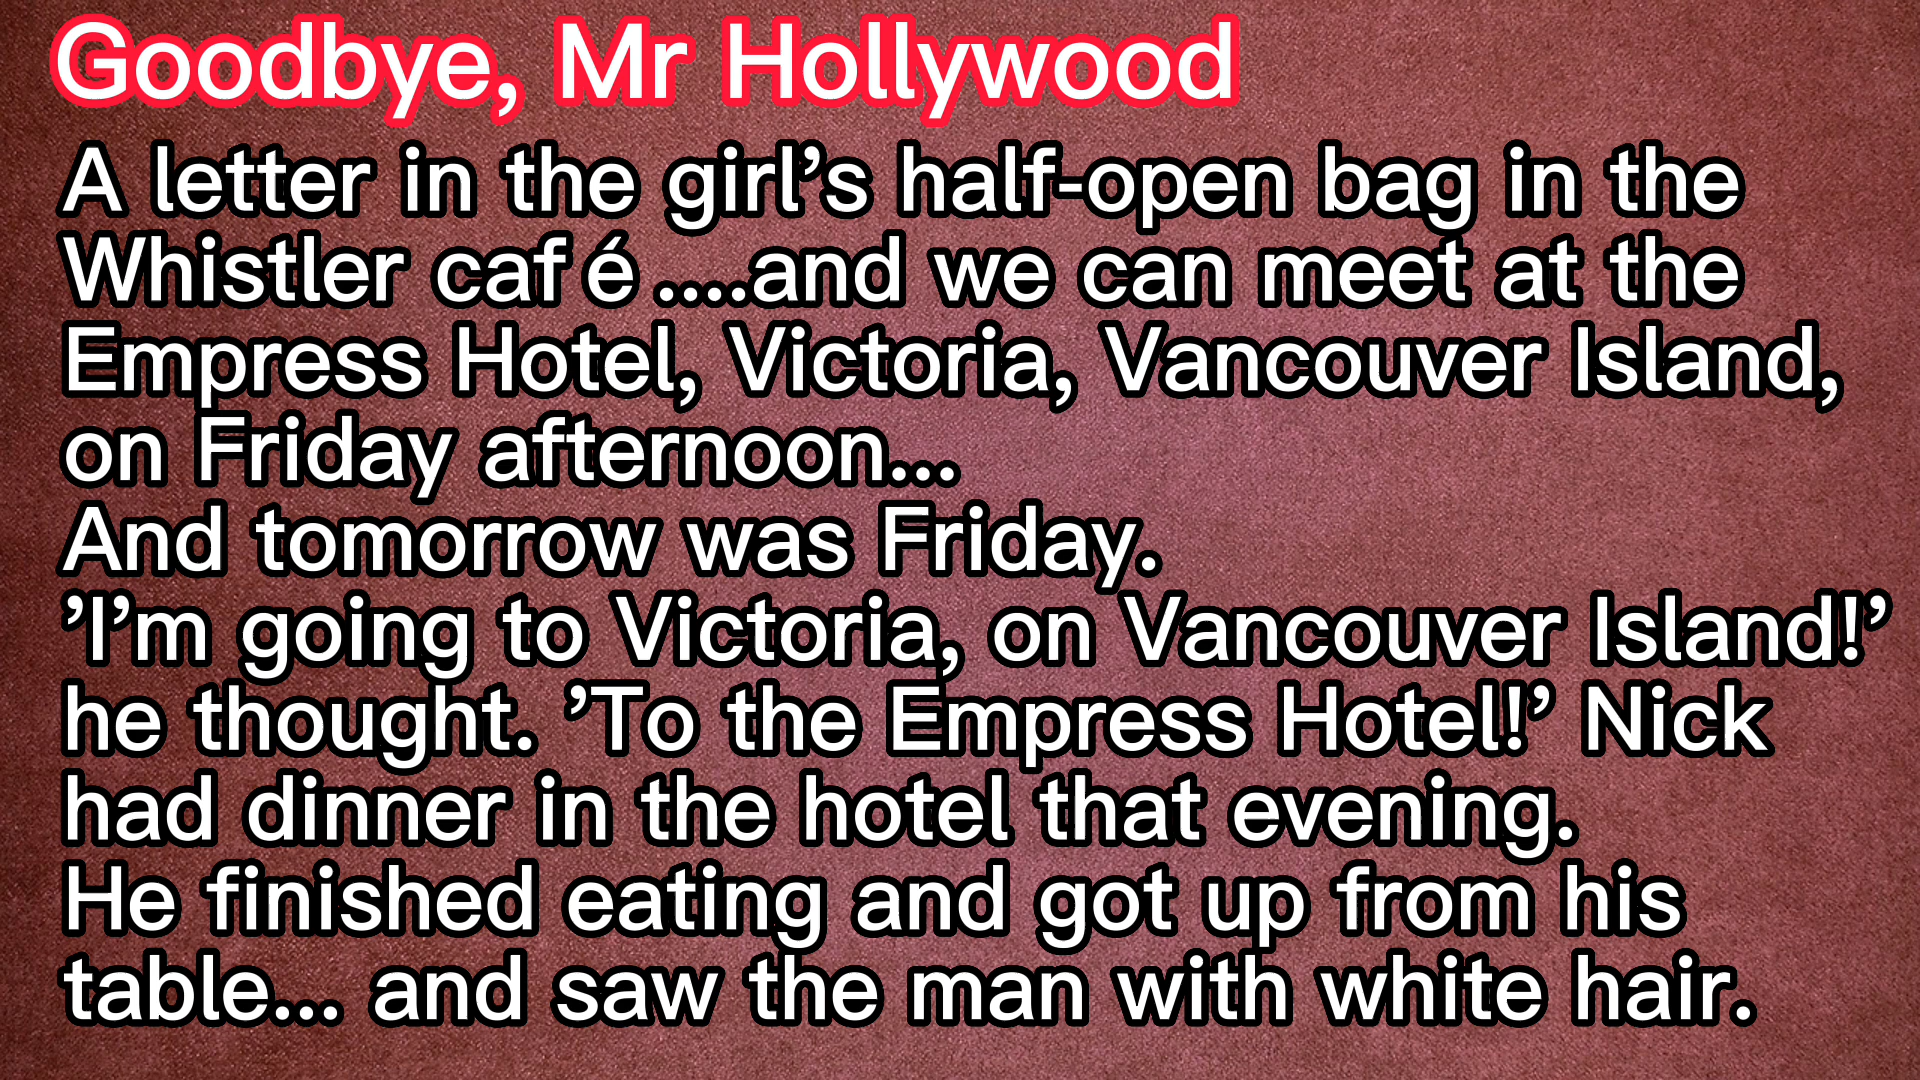 Goodbye, Mr Hollywood
A letter in the girl’s half-open bag in the
Whistler café....and we can meet at the
Empress Hotel, Victoria, Vancouver Island,
on Friday afternoon...
And tomorrow was Friday.
’I’m going to Victoria, on Vancouver Island!’
he thought. ’To the Empress Hotel!’ Nick
had dinner in the hotel that evening.
He finished eating and got up from his
table... and saw the man with white hair.